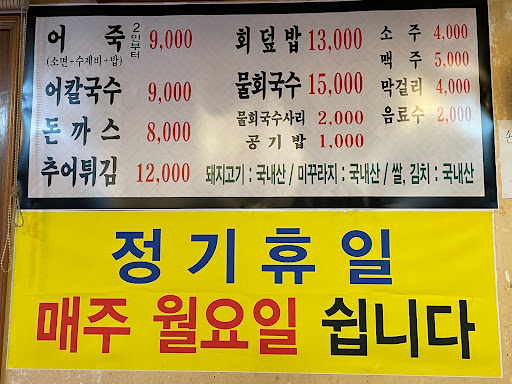 어 죽 2인부터 9,000
(소면+수제비+밥)
어칼국수 9,000
돈까스 8,000
추어튀김 12,000
회덮밥 13,000
물회국수 15,000
물회국수사리 2,000
공기밥 1,000
소주 4,000
맥주 5,000
막걸리 4,000
음료수 2,000
돼지고기 : 국내산 / 미꾸라지 : 국내산 / 쌀, 김치 : 국내산
정기휴일
매주 월요일 쉽니다